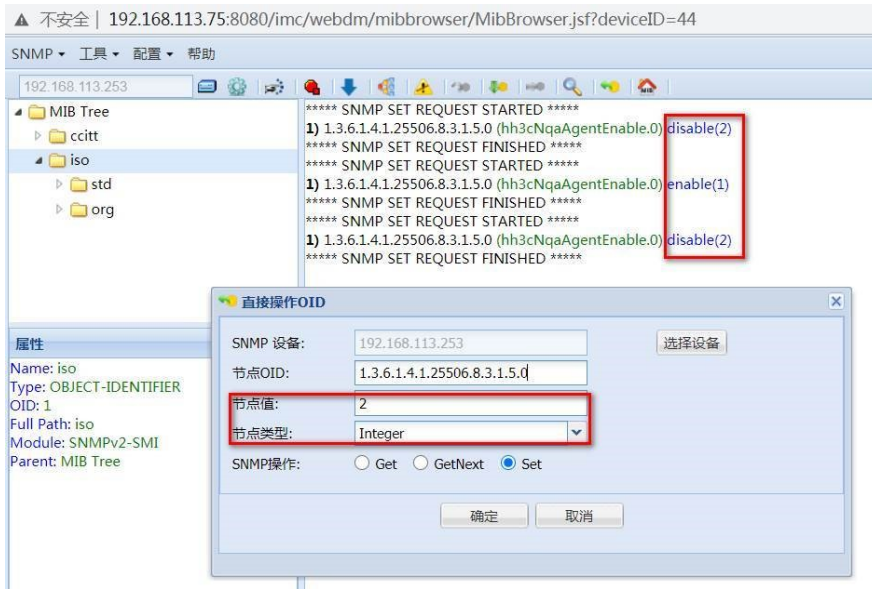 不安全 | 192.168.113.75:8080/imc/webdm/mibbrowser/MibBrowser.jsf?deviceID=44
SNMP 工具 配置 帮助
192.168.113.253
MIB Tree
ccitt
iso
std
org
***** SNMP SET REQUEST STARTED *****
1) 1.3.6.1.4.1.25506.8.3.1.5.0 (hh3cNqaAgentEnable.0) disable(2)
***** SNMP SET REQUEST FINISHED *****
***** SNMP SET REQUEST STARTED *****
1) 1.3.6.1.4.1.25506.8.3.1.5.0 (hh3cNqaAgentEnable.0) enable(1)
***** SNMP SET REQUEST FINISHED *****
***** SNMP SET REQUEST STARTED *****
1) 1.3.6.1.4.1.25506.8.3.1.5.0 (hh3cNqaAgentEnable.0) disable(2)
***** SNMP SET REQUEST FINISHED *****
属性
Name: iso
Type: OBJECT-IDENTIFIER
OID: 1
Full Path: iso
Module: SNMPv2-SMI
Parent: MIB Tree
直接操作OID
SNMP 设备: 192.168.113.253 选择设备
节点OID: 1.3.6.1.4.1.25506.8.3.1.5.0
节点值: 2
节点类型: Integer
SNMP操作: Get GetNext Set
确定 取消